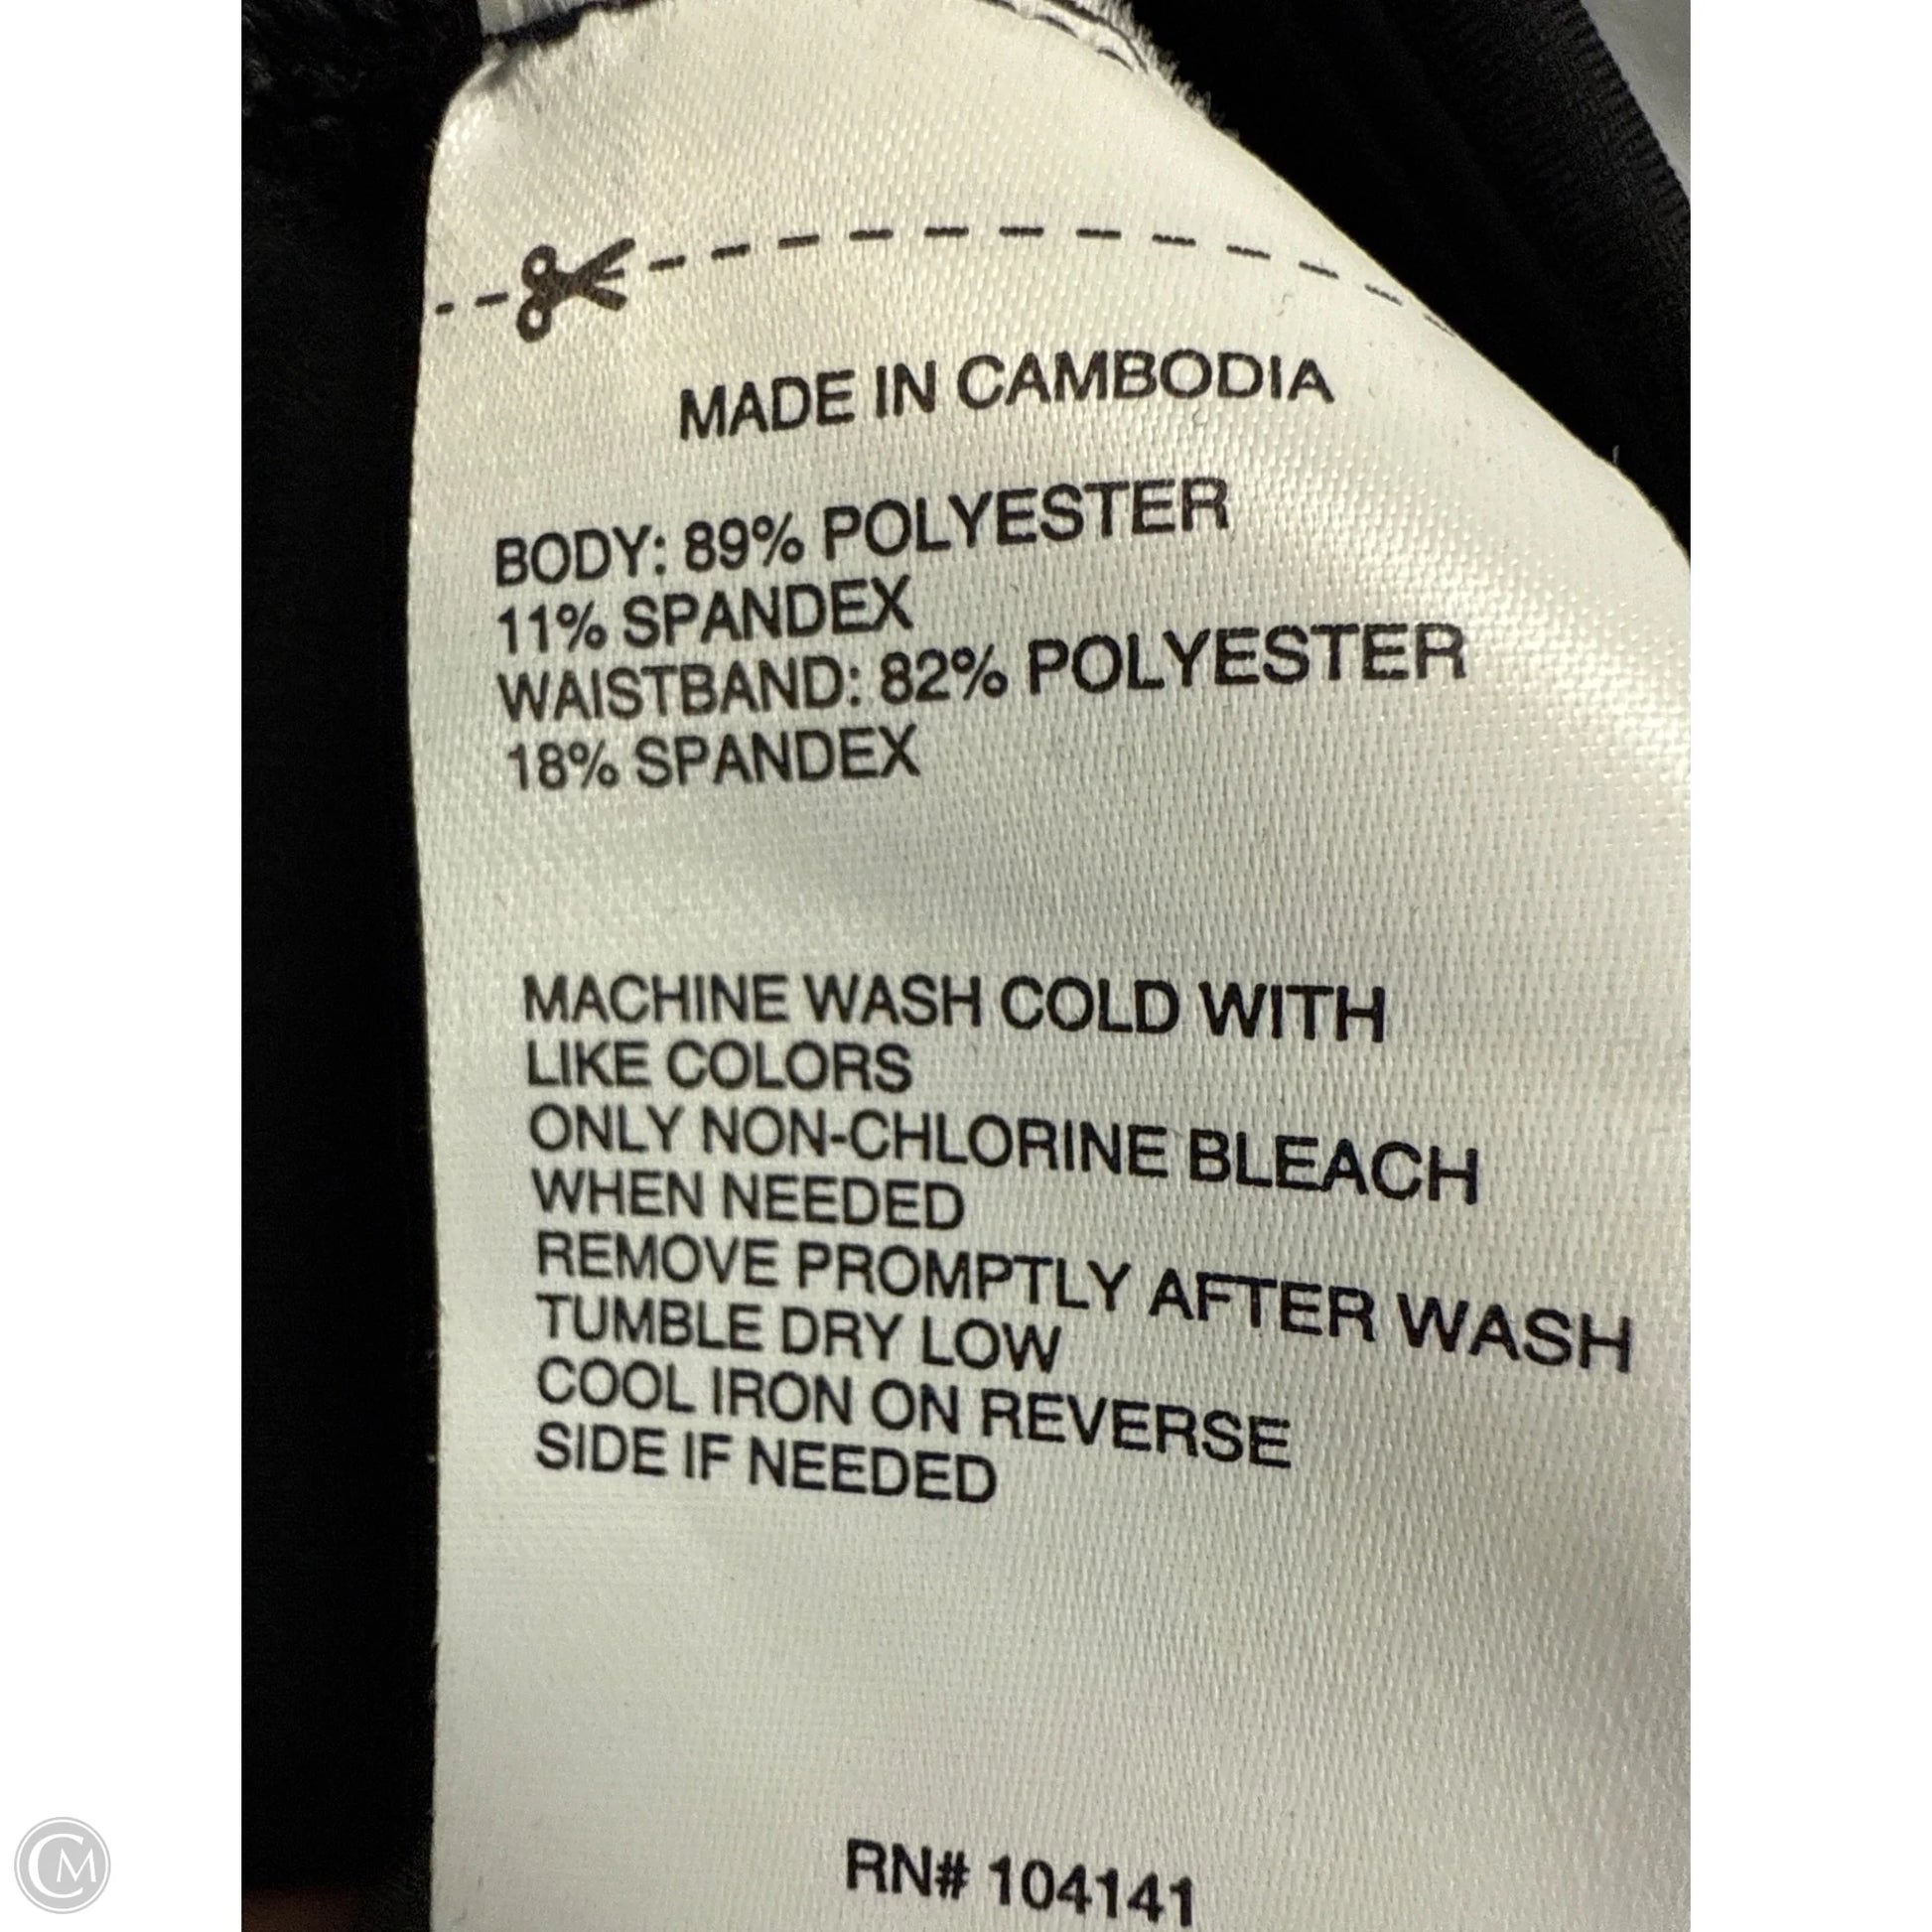 MADE IN CAMBODIA
BODY: 89% POLYESTER
11% SPANDEX
WAISTBAND: 82% POLYESTER
18% SPANDEX
MACHINE WASH COLD WITH
LIKE COLORS
ONLY NON-CHLORINE BLEACH
WHEN NEEDED
REMOVE PROMPTLY AFTER WASH
TUMBLE DRY LOW
COOL IRON ON REVERSE
SIDE IF NEEDED
RN# 104141
CM